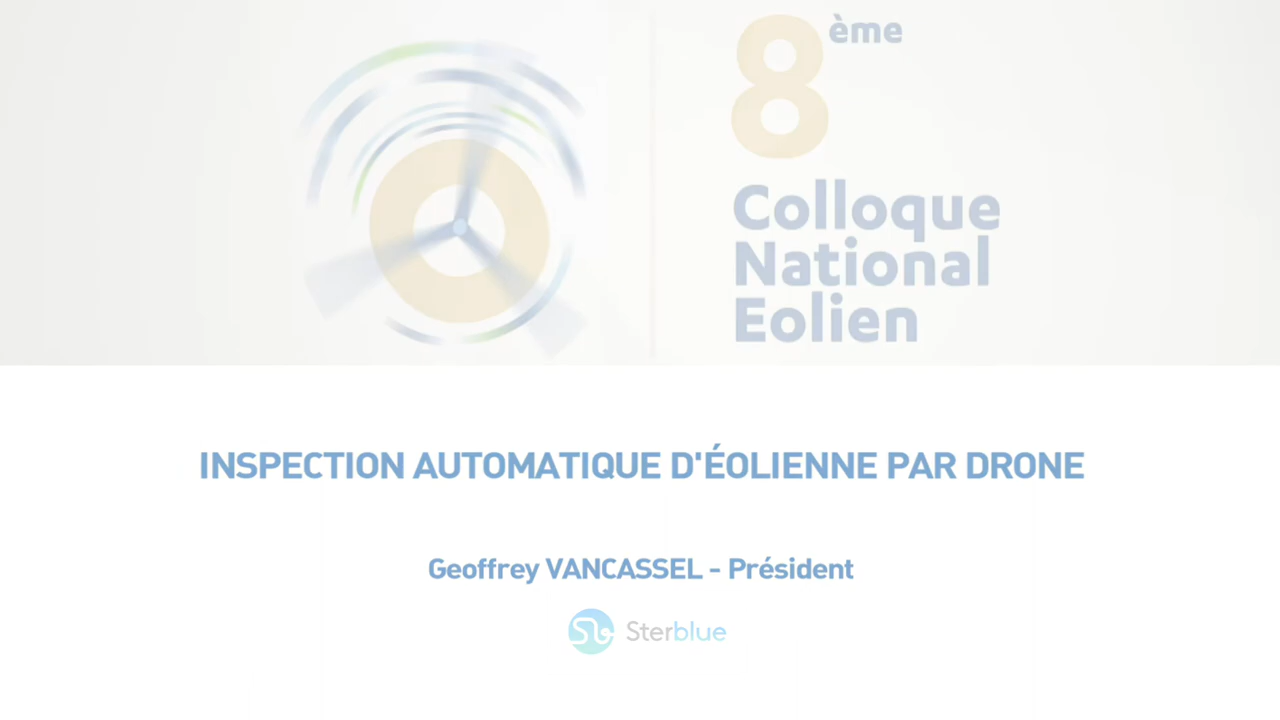 8ème
Colloque
National
Eolien
INSPECTION AUTOMATIQUE D'ÉOLIENNE PAR DRONE
Geoffrey VANCASSEL - Président
Sterblue